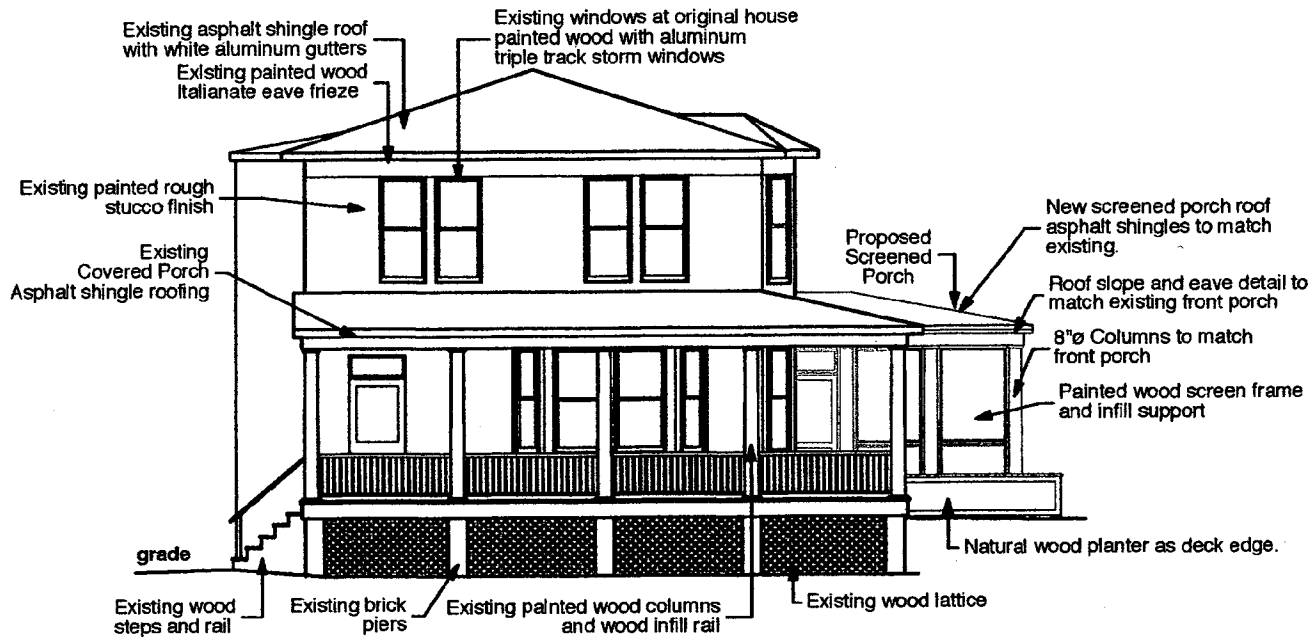 Existing asphalt shingle roof
with white aluminum gutters
Existing painted wood
Italianate eave frieze
Existing windows at original house
painted wood with aluminum
triple track storm windows
Existing painted rough
stucco finish
Existing
Covered Porch
Asphalt shingle roofing
Proposed
Screened
Porch
New screened porch roof
asphalt shingles to match
existing.
Roof slope and eave detail to
match existing front porch
8"ø Columns to match
front porch
Painted wood screen frame
and infill support
Natural wood planter as deck edge.
grade
Existing wood
steps and rail
Existing brick
piers
Existing painted wood columns
and wood infill rail
Existing wood lattice